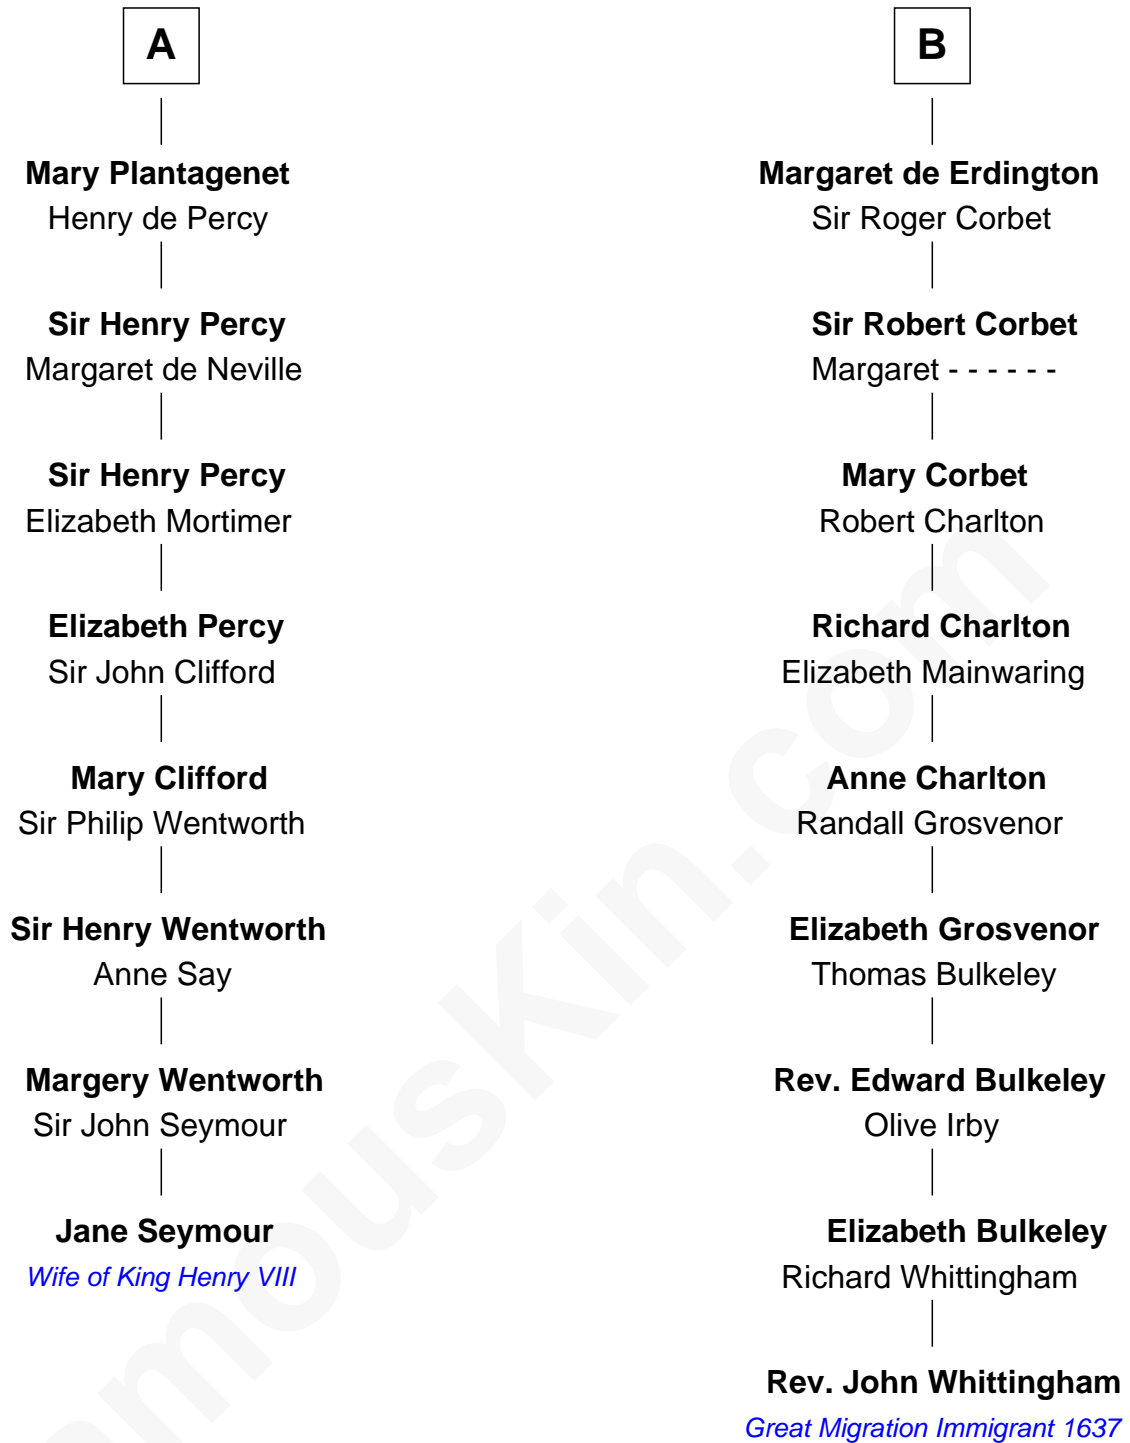 A
Mary Plantagenet
Henry de Percy
Sir Henry Percy
Margaret de Neville
Sir Henry Percy
Elizabeth Mortimer
Elizabeth Percy
Sir John Clifford
Mary Clifford
Sir Philip Wentworth
Sir Henry Wentworth
Anne Say
Margery Wentworth
Sir John Seymour
Jane Seymour
Wife of King Henry VIII
B
Margaret de Erdington
Sir Roger Corbet
Sir Robert Corbet
Margaret - - - - - -
Mary Corbet
Robert Charlton
Richard Charlton
Elizabeth Mainwaring
Anne Charlton
Randall Grosvenor
Elizabeth Grosvenor
Thomas Bulkeley
Rev. Edward Bulkeley
Olive Irby
Elizabeth Bulkeley
Richard Whittingham
Rev. John Whittingham
Great Migration Immigrant 1637
mouskin.com